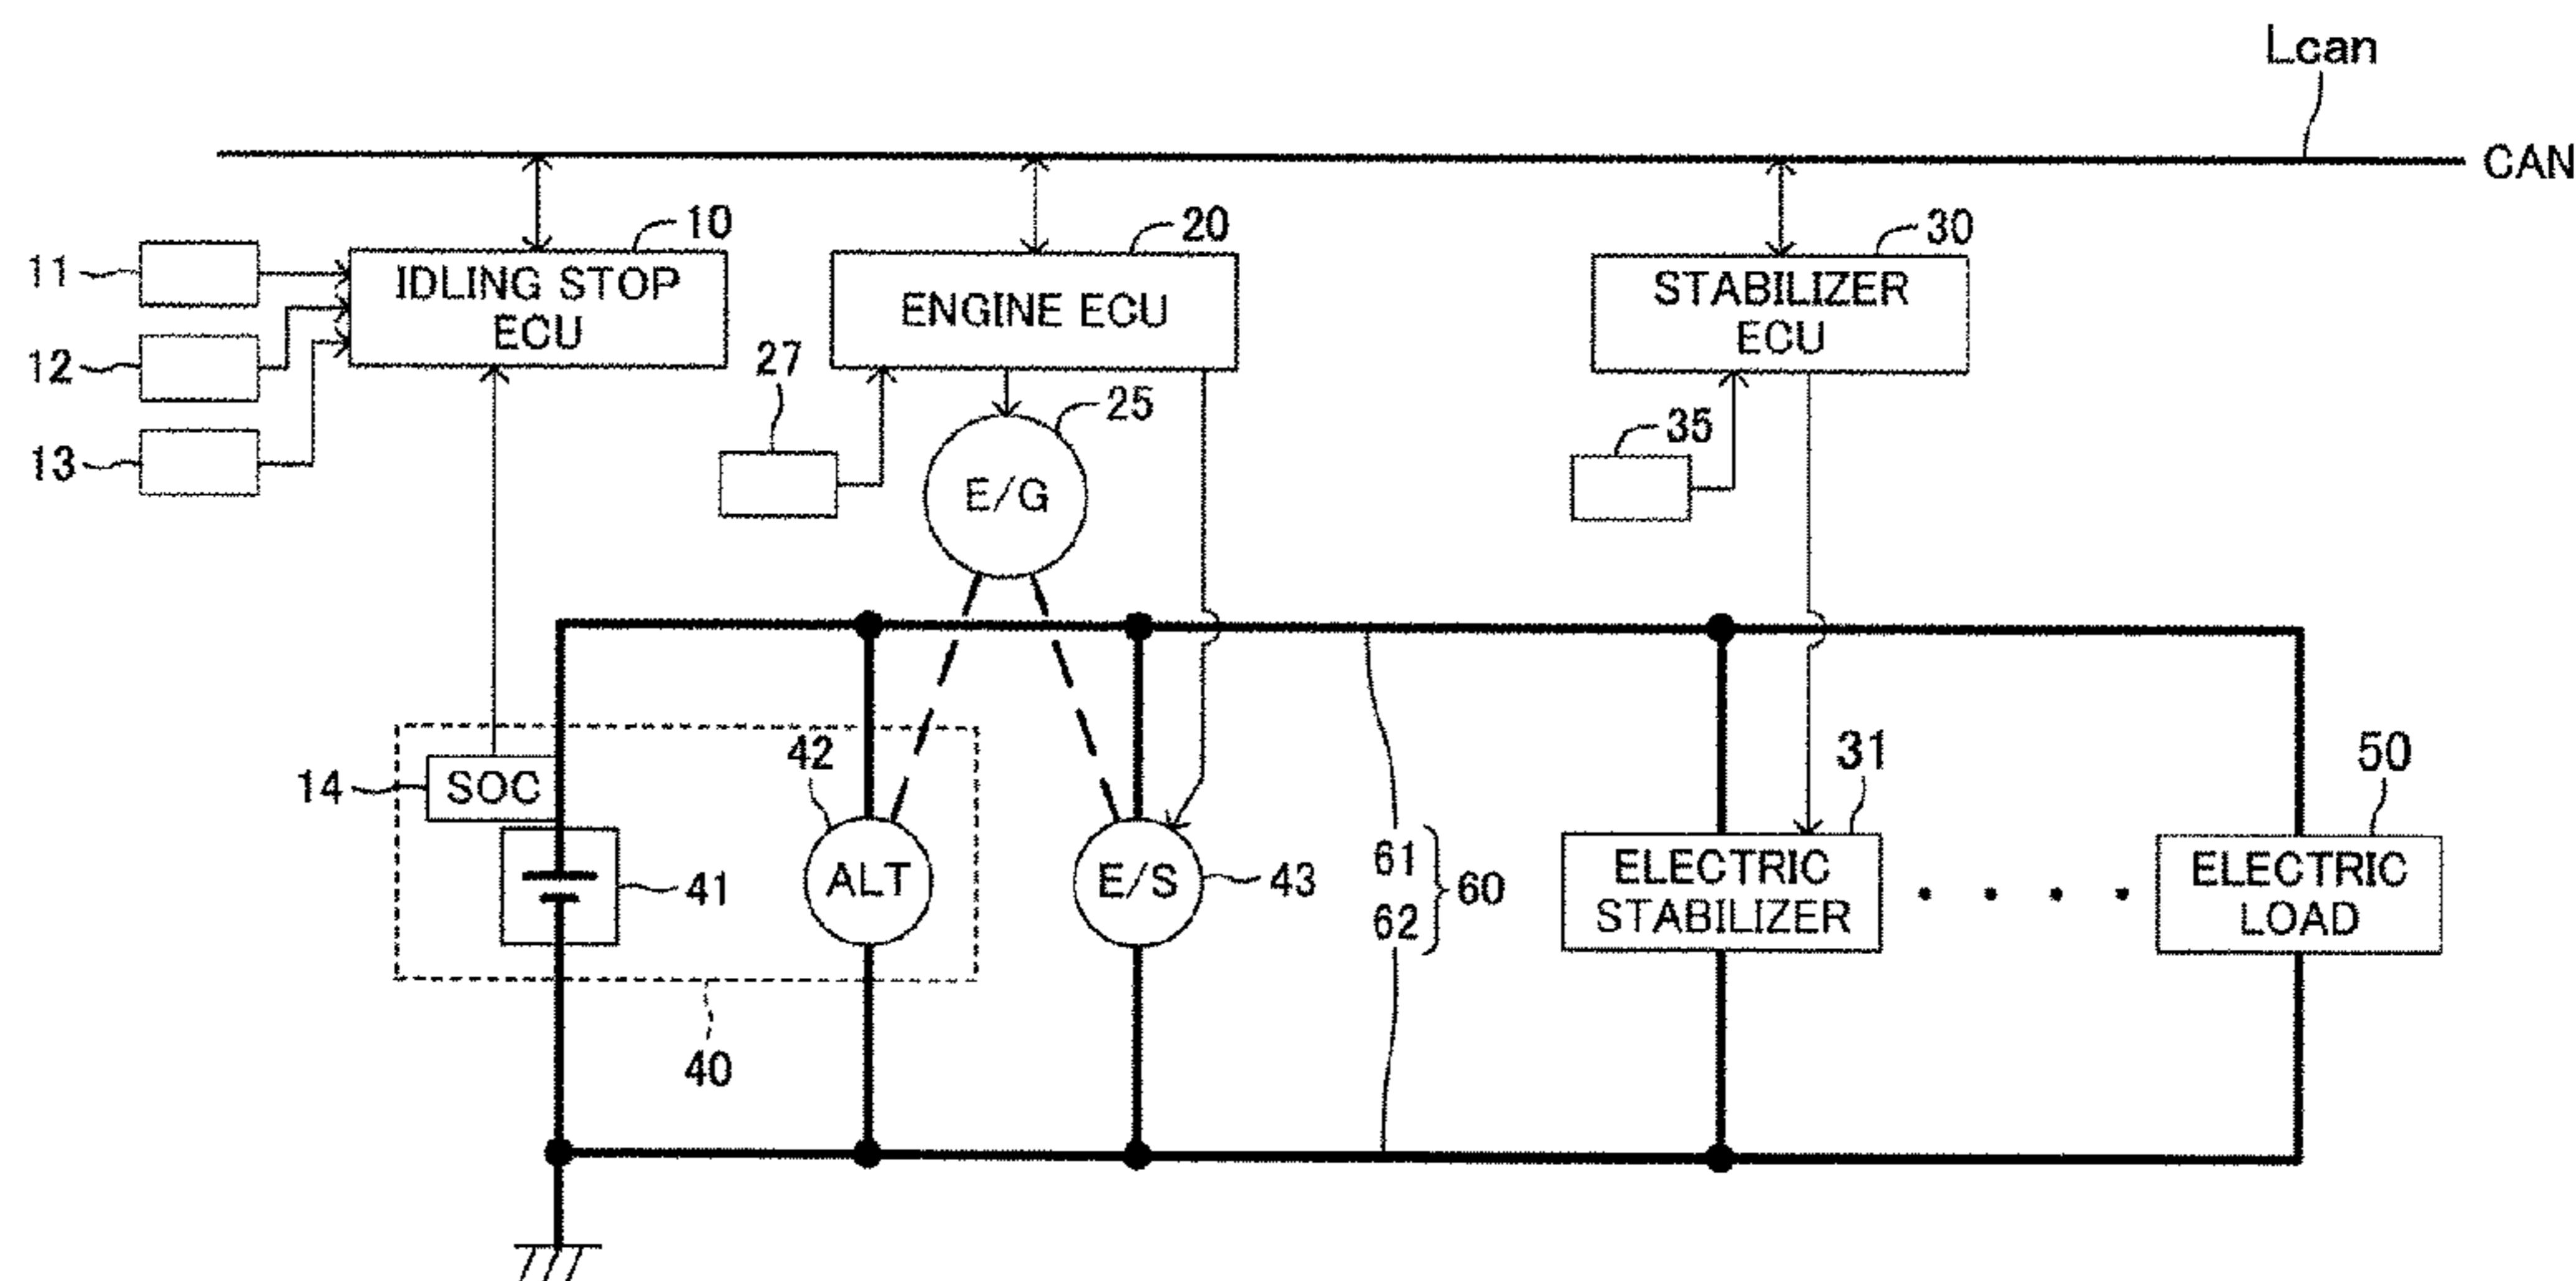 Lcan
CAN
10
20
30
11
IDLING STOP
ECU
ENGINE ECU
STABILIZER
ECU
12
27
25
35
13
E/G
42
31
50
14
SOC
41
ALT
E/S
43
61
62
60
ELECTRIC
STABILIZER
ELECTRIC
LOAD
40